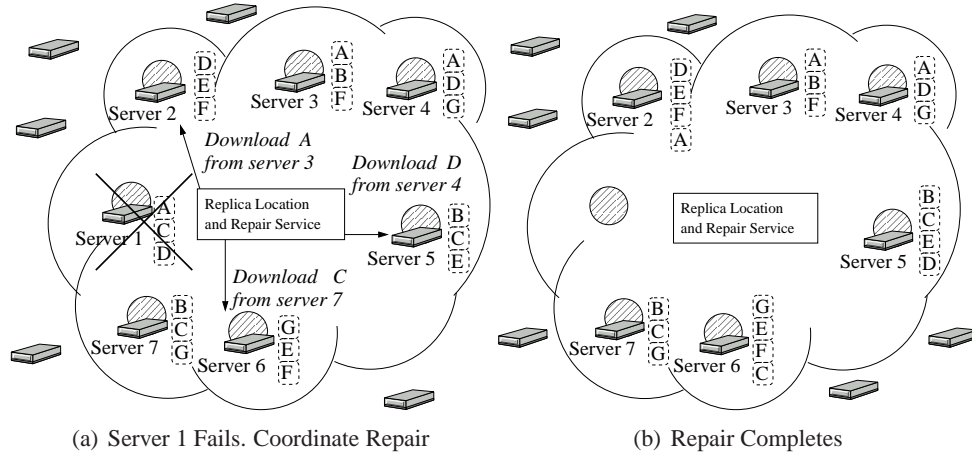 D
E
F
Server 2
A
B
F
Server 3
A
D
G
Server 4
Download A
from server 3
Download D
from server 4
A
C
D
Server 1
Replica Location
and Repair Service
B
C
E
Server 5
Download C
from server 7
B
C
G
Server 7
G
E
F
Server 6
(a) Server 1 Fails. Coordinate Repair
D
E
F
A
Server 2
A
B
F
Server 3
A
D
G
Server 4
Replica Location
and Repair Service
B
C
E
D
Server 5
B
C
G
Server 7
G
E
F
C
Server 6
(b) Repair Completes